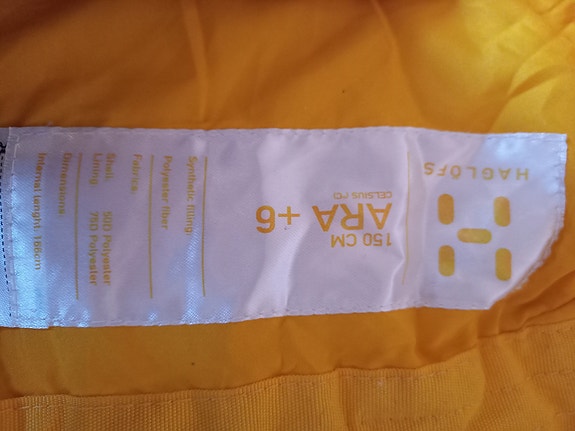 HAGLÖFS
150 CM
ARA +6
CELSIUS/°C
Synthetic filling:
Polyester fiber
Fabrics:
Shell: 50D Polyester
Lining: 75D Polyester
Dimensions:
Internal lenght: 166cm